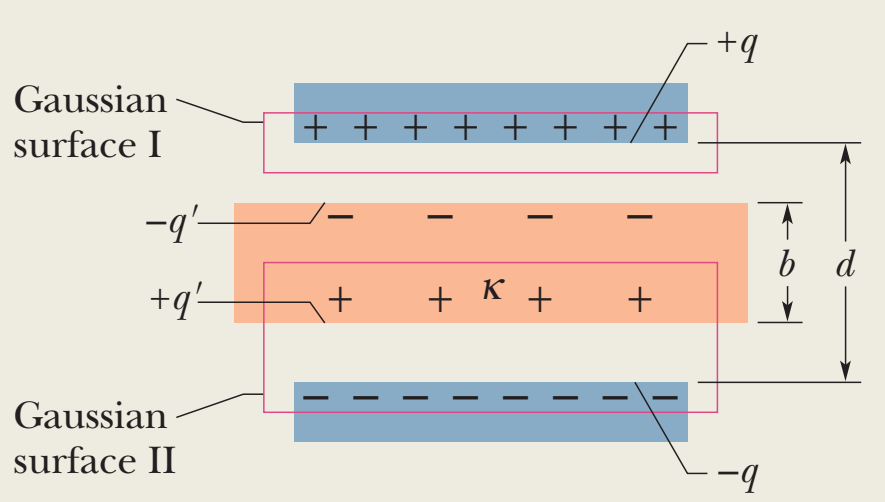 +q
Gaussian
surface I
+ + + + + + + +
−q′
− − − −
b
d
κ
+q′
+ + + +
− − − − − − − −
Gaussian
surface II
−q